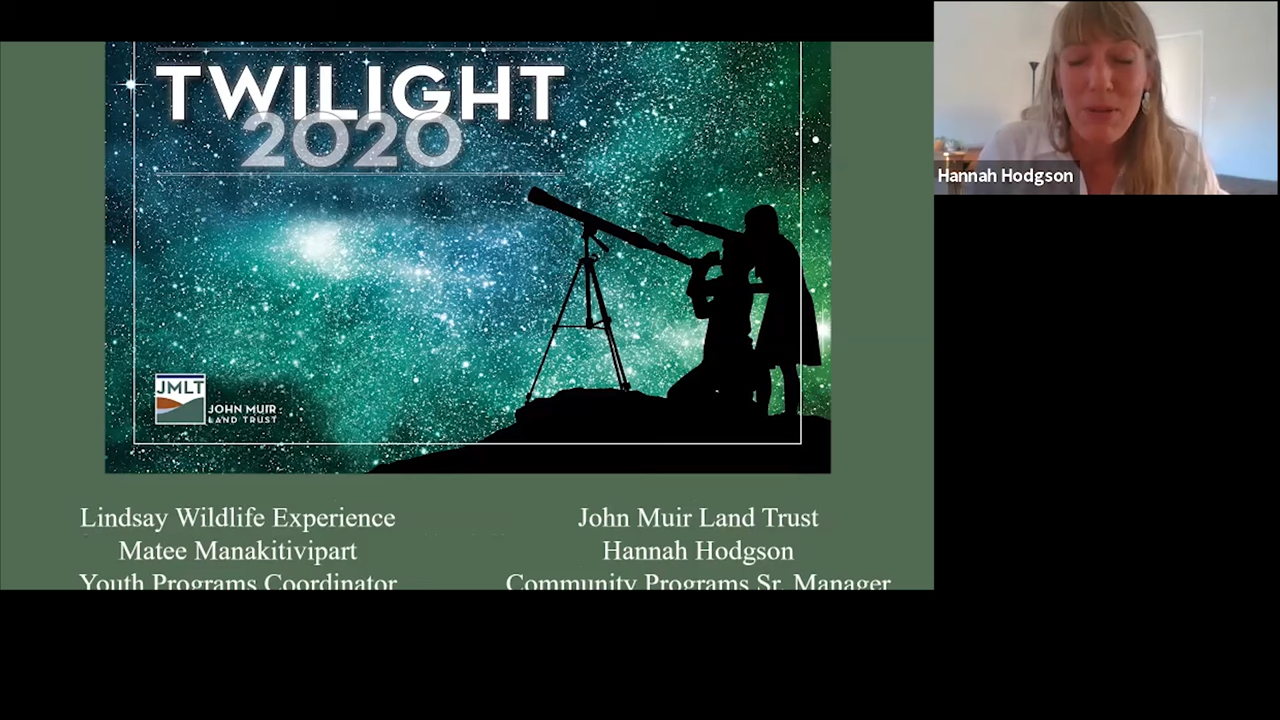 TWILIGHT
2020
JMLT
JOHN MUIR
LAND TRUST
Lindsay Wildlife Experience
Matee Manakitivipart
Youth Programs Coordinator
John Muir Land Trust
Hannah Hodgson
Community Programs Sr. Manager
Hannah Hodgson